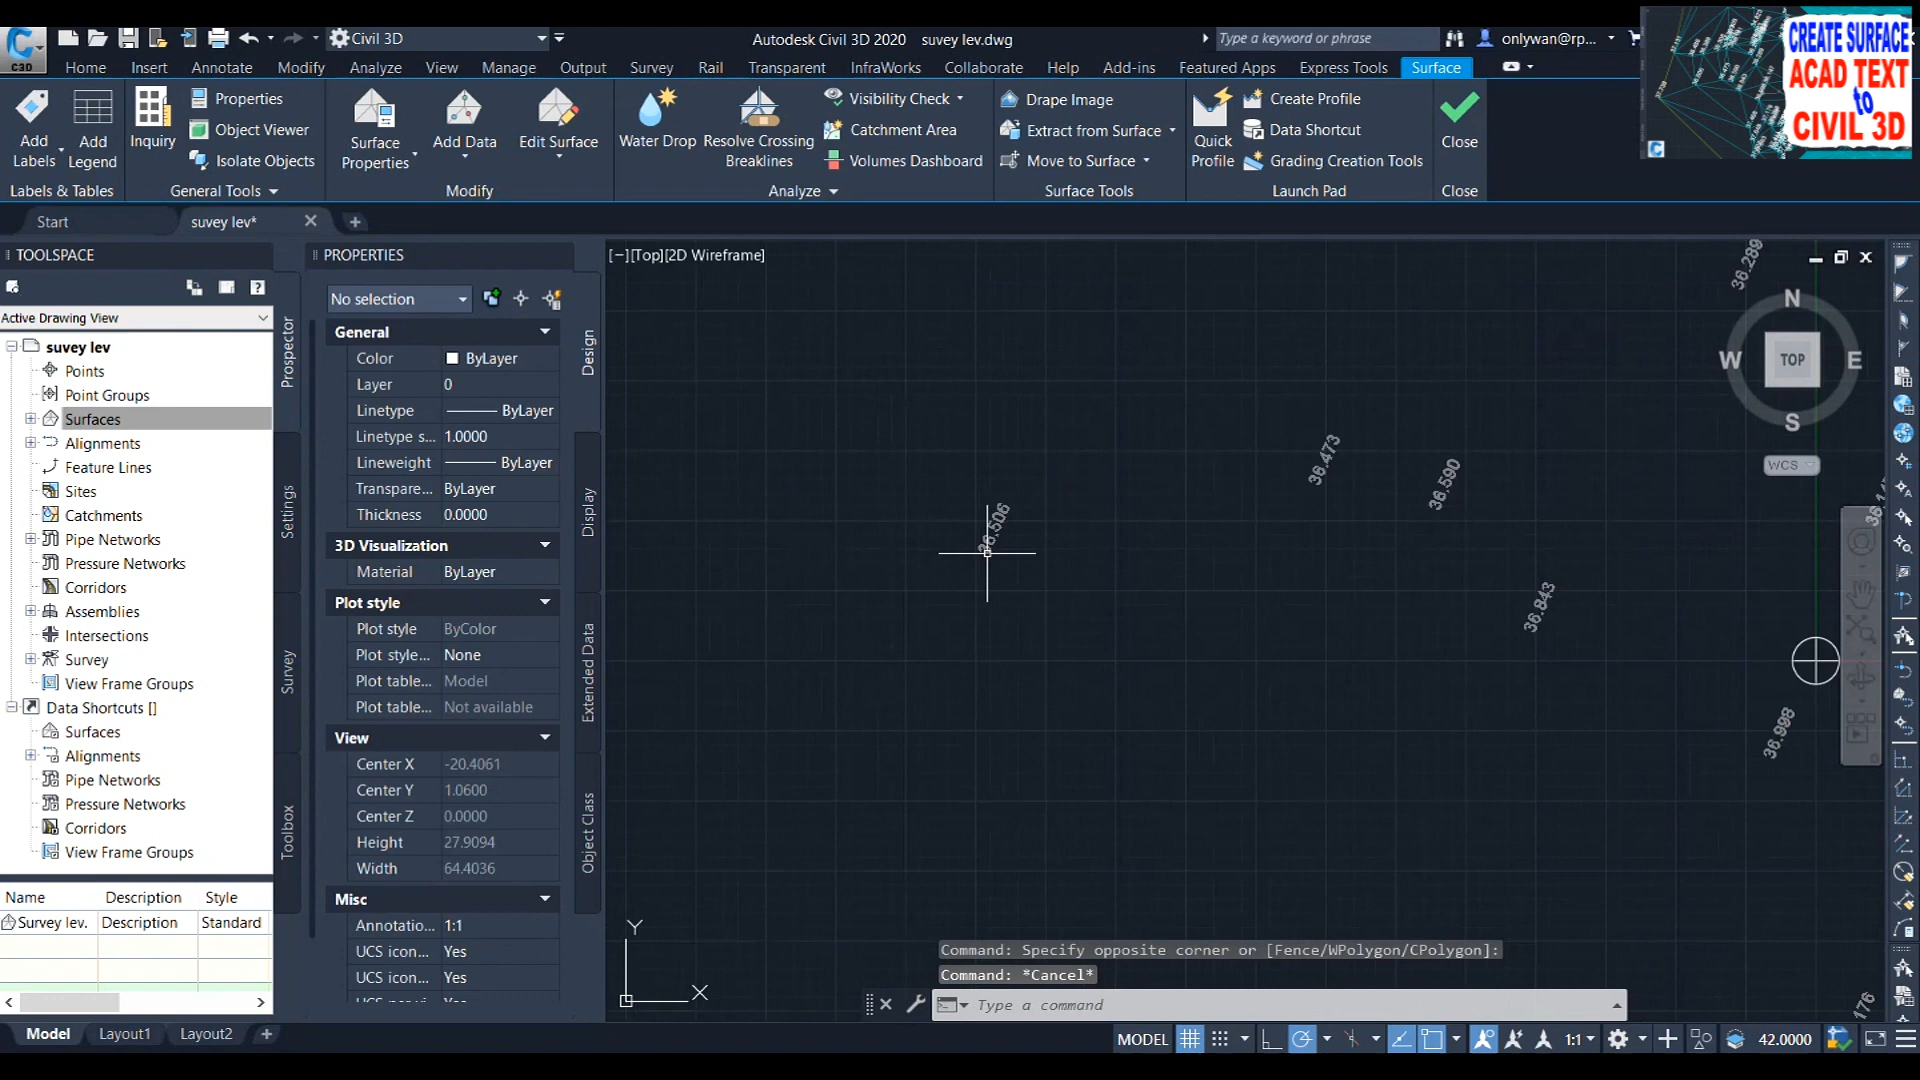 Civil 3D
Autodesk Civil 3D 2020 suvey lev.dwg
Type a keyword or phrase
onlywan@rp...
C3D
Home Insert Annotate Modify Analyze View Manage Output Survey Rail Transparent InfraWorks Collaborate Help Add-ins Featured Apps Express Tools Surface
CREATE SURFACE
ACAD TEXT
to
CIVIL 3D
Add Labels
Add Legend
Labels & Tables
Inquiry
Properties
Object Viewer
Isolate Objects
General Tools
Surface Properties
Add Data
Edit Surface
Modify
Water Drop
Resolve Crossing Breaklines
Visibility Check
Catchment Area
Volumes Dashboard
Analyze
Drape Image
Extract from Surface
Move to Surface
Surface Tools
Quick Profile
Create Profile
Data Shortcut
Grading Creation Tools
Launch Pad
Close
Close
Start
suvey lev*
TOOLSPACE
Active Drawing View
suvey lev
Points
Point Groups
Surfaces
Alignments
Feature Lines
Sites
Catchments
Pipe Networks
Pressure Networks
Corridors
Assemblies
Intersections
Survey
View Frame Groups
Data Shortcuts []
Surfaces
Alignments
Pipe Networks
Pressure Networks
Corridors
View Frame Groups
Name Description Style
Survey lev. Description Standard
Prospector
Settings
Survey
Toolbox
PROPERTIES
No selection
General
Color ByLayer
Layer 0
Linetype ByLayer
Linetype s... 1.0000
Lineweight ByLayer
Transpare... ByLayer
Thickness 0.0000
3D Visualization
Material ByLayer
Plot style
Plot style ByColor
Plot style... None
Plot table... Model
Plot table... Not available
View
Center X -20.4061
Center Y 1.0600
Center Z 0.0000
Height 27.9094
Width 64.4036
Misc
Annotatio... 1:1
UCS icon... Yes
UCS icon... Yes
Design
Display
Extended Data
Object Class
[−][Top][2D Wireframe]
36.289
36.473
36.590
36.506
36.843
36.998
N
W TOP E
S
WCS
Y
X
Command: Specify opposite corner or [Fence/WPolygon/CPolygon]:
Command: *Cancel*
Type a command
Model Layout1 Layout2
MODEL
1:1
42.0000